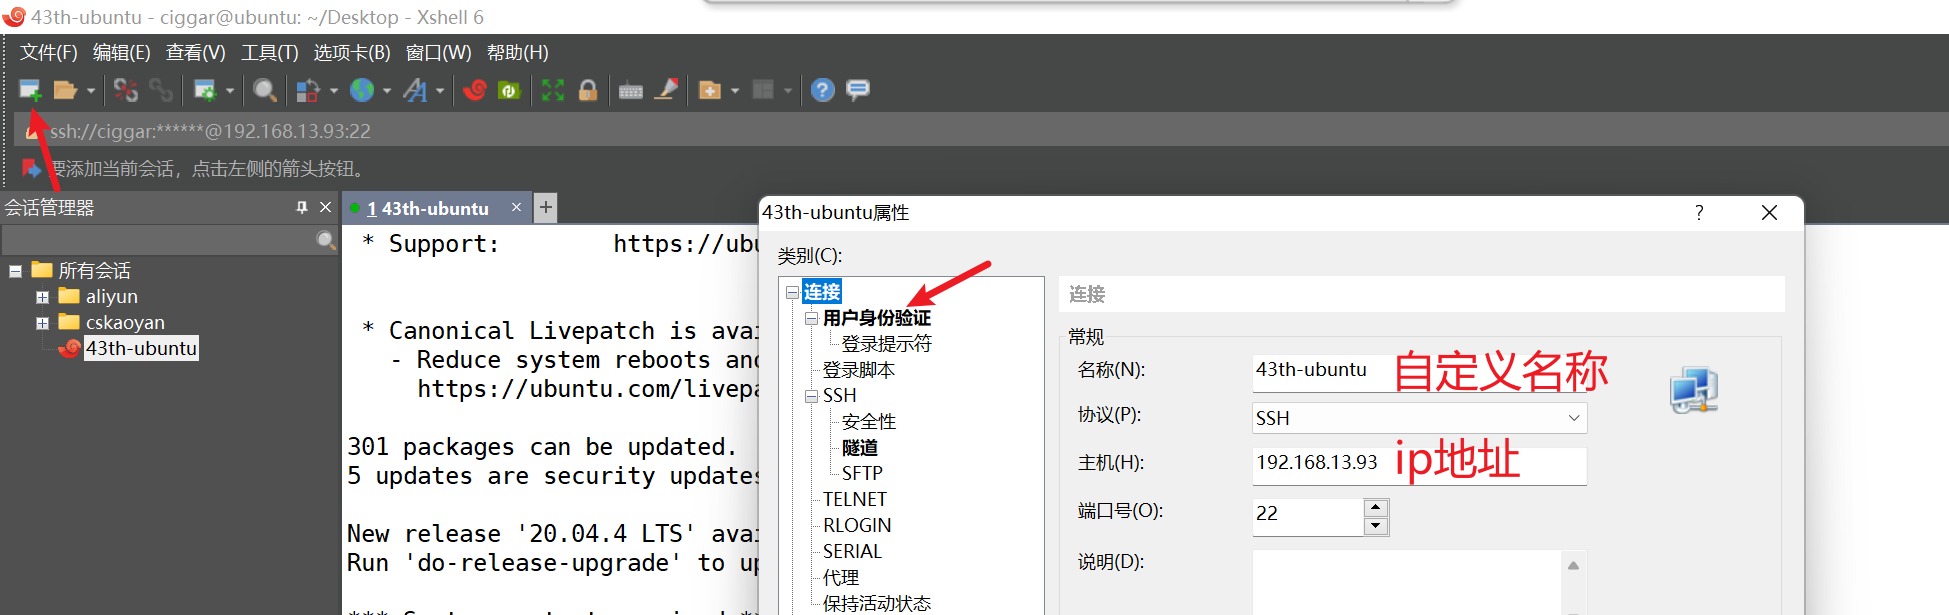 43th-ubuntu - ciggar@ubuntu: ~/Desktop - Xshell 6
文件(F) 编辑(E) 查看(V) 工具(T) 选项卡(B) 窗口(W) 帮助(H)
ssh://ciggar:******@192.168.13.93:22
要添加当前会话，点击左侧的箭头按钮。
会话管理器
所有会话
aliyun
cskaoyan
43th-ubuntu
1 43th-ubuntu
* Support: https://ubu
* Canonical Livepatch is avai
- Reduce system reboots and
https://ubuntu.com/livepa
301 packages can be updated.
5 updates are security updates
New release '20.04.4 LTS' avai
Run 'do-release-upgrade' to up
43th-ubuntu属性
类别(C):
连接
用户身份验证
登录提示符
登录脚本
SSH
安全性
隧道
SFTP
TELNET
RLOGIN
SERIAL
代理
保持活动状态
连接
常规
名称(N): 43th-ubuntu 自定义名称
协议(P): SSH
主机(H): 192.168.13.93 ip地址
端口号(O): 22
说明(D):